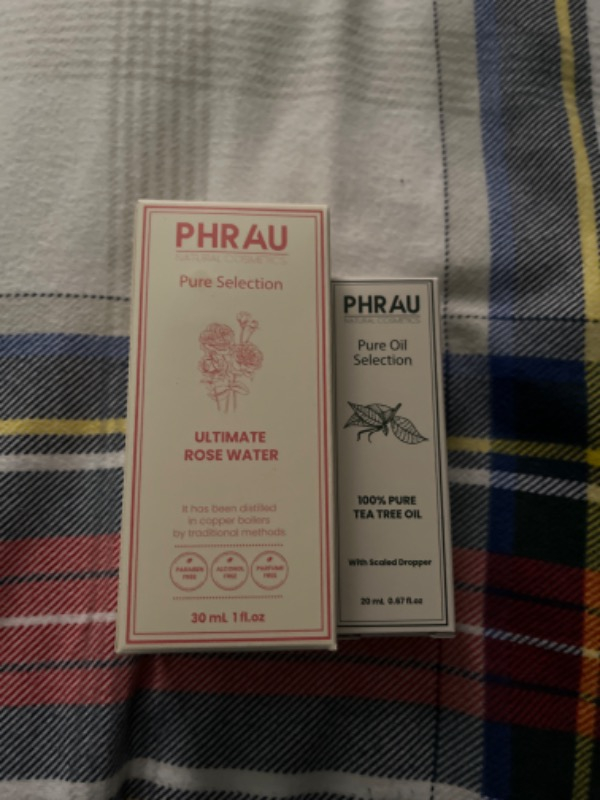 PHRAU
NATURAL COSMETICS
Pure Selection
ULTIMATE
ROSE WATER
It has been distilled
in copper boilers
by traditional methods
PARABEN
FREE
ALCOHOL
FREE
PARFUME
FREE
30 mL 1 fl.oz
PHRAU
NATURAL COSMETICS
Pure Oil
Selection
100% PURE
TEA TREE OIL
With Scaled Dropper
20 mL 0.67 fl.oz